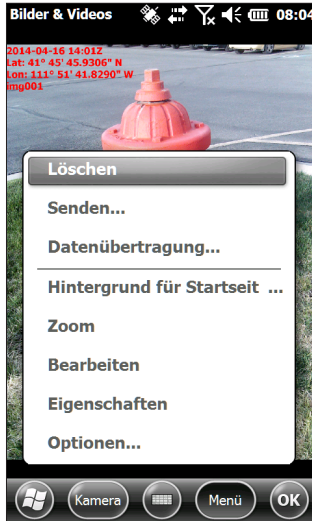 Bilder & Videos 08:04
2014-04-16 14:01Z
Lat: 41° 45' 45.9306" N
Lon: 111° 51' 41.8290" W
img001
Löschen
Senden...
Datenübertragung...
Hintergrund für Startseit ...
Zoom
Bearbeiten
Eigenschaften
Optionen...
Kamera Menü OK